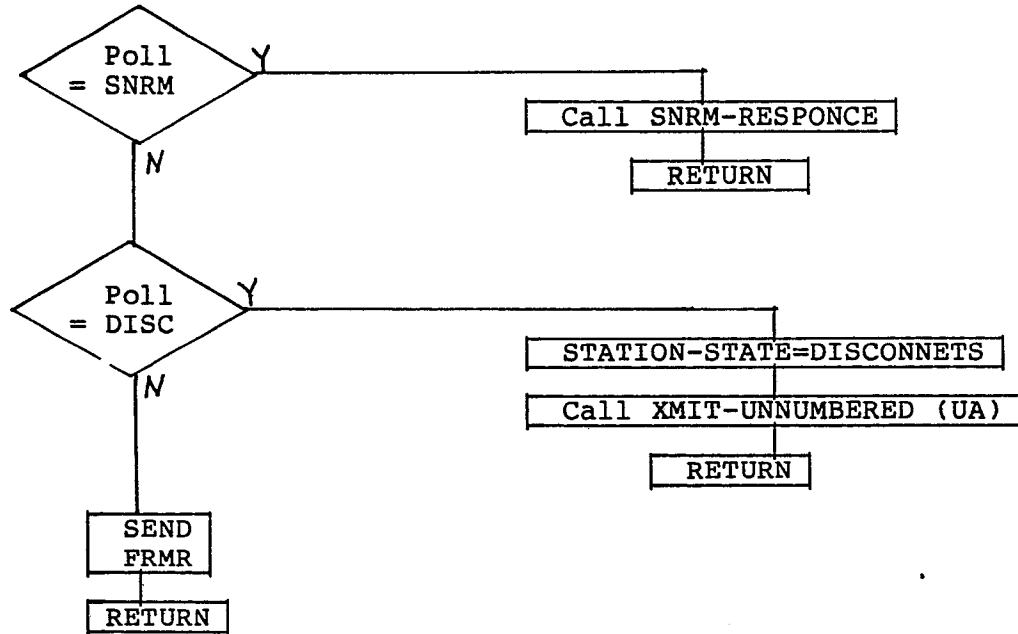 Poll
= SNRM
Y
Call SNRM-RESPONCE
RETURN
N
Poll
= DISC
Y
STATION-STATE=DISCONNETS
Call XMIT-UNNUMBERED (UA)
RETURN
N
SEND
FRMR
RETURN